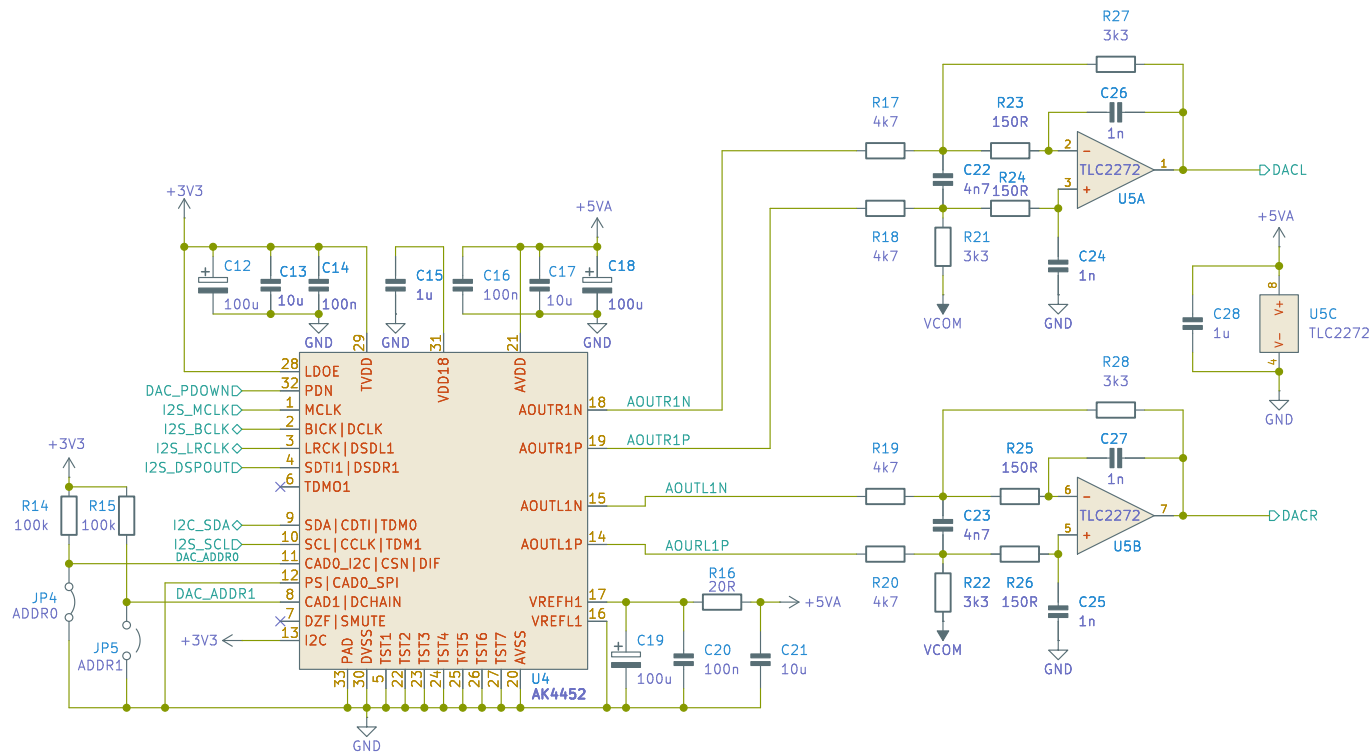 R27
3k3
C26
1n
R17
4k7
R23
150R
2
−
TLC2272
1
DACL
C22
4n7
R24
150R
3
+
U5A
R18
4k7
R21
3k3
C24
1n
VCOM
GND
+5VA
8
V+
U5C
TLC2272
V−
4
C28
1u
GND
+3V3
+5VA
C12
100u
C13
10u
C14
100n
GND
C15
1u
GND
C16
100n
C17
10u
C18
100u
GND
29
31
21
TVDD
VDD18
AVDD
28
LDOE
DAC_PDOWN
32
PDN
I2S_MCLK
1
MCLK
I2S_BCLK
2
BICK|DCLK
I2S_LRCLK
3
LRCK|DSDL1
I2S_DSPOUT
4
SDTI1|DSDR1
6
TDMO1
I2C_SDA
9
SDA|CDTI|TDM0
I2S_SCL
10
SCL|CCLK|TDM1
DAC_ADDR0
11
CAD0_I2C|CSN|DIF
12
PS|CAD0_SPI
DAC_ADDR1
8
CAD1|DCHAIN
7
DZF|SMUTE
+3V3
13
I2C
AOUTR1N
18
AOUTR1N
AOUTR1P
19
AOUTR1P
AOUTL1N
15
AOUTL1N
AOUTL1P
14
AOURL1P
VREFH1
17
VREFL1
16
PAD
DVSS
TST1
TST2
TST3
TST4
TST5
TST6
TST7
AVSS
33
30
5
22
23
24
25
26
27
20
U4
AK4452
GND
+3V3
R14
100k
R15
100k
JP4
ADDR0
JP5
ADDR1
R16
20R
+5VA
C19
100u
C20
100n
C21
10u
R28
3k3
C27
1n
R19
4k7
R25
150R
6
−
TLC2272
7
DACR
C23
4n7
5
+
U5B
R20
4k7
R22
3k3
R26
150R
C25
1n
VCOM
GND